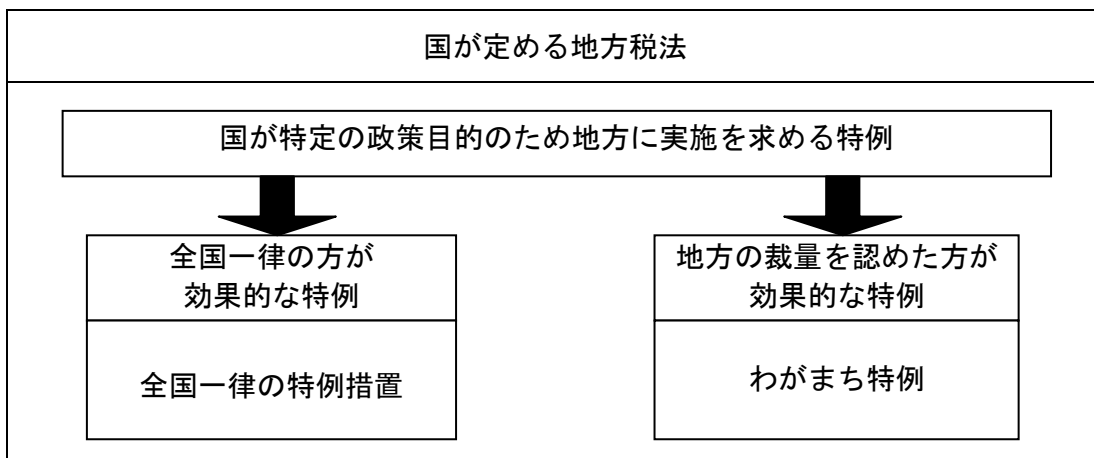 国が定める地方税法
国が特定の政策目的のため地方に実施を求める特例
全国一律の方が
効果的な特例
全国一律の特例措置
地方の裁量を認めた方が
効果的な特例
わがまち特例